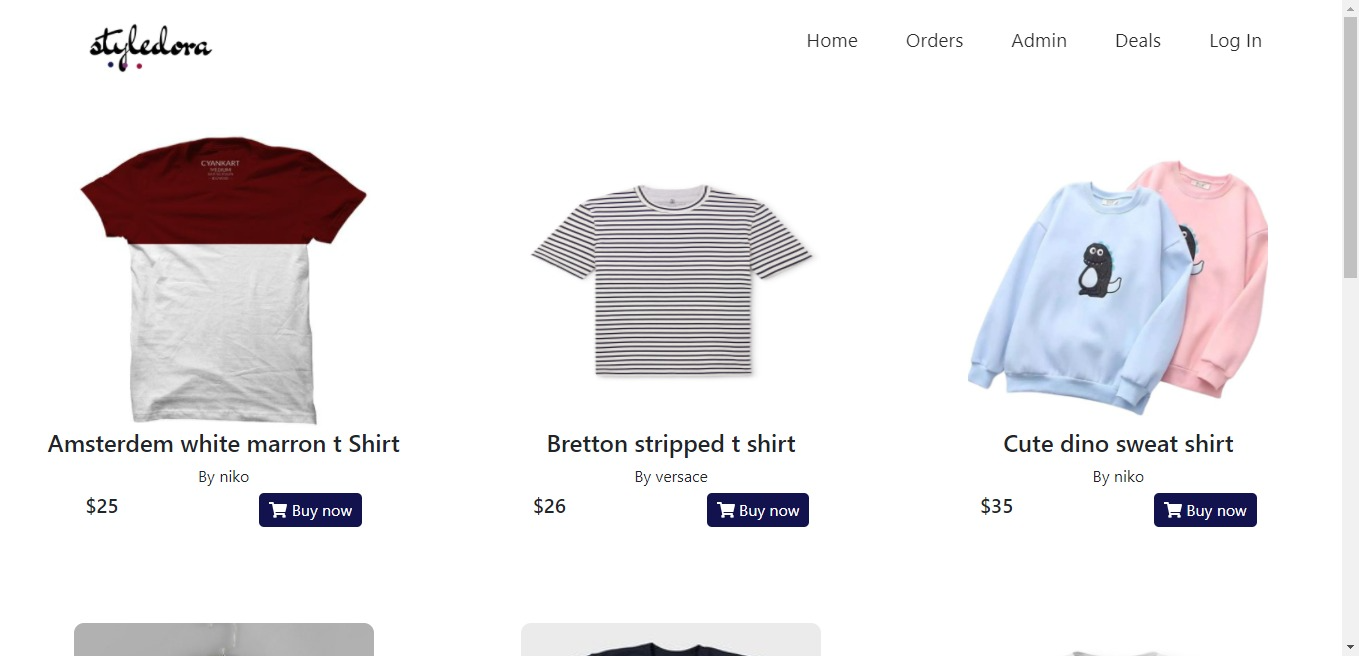 styledora
Home Orders Admin Deals Log In
CYANKART
MEDIUM
Amsterdem white marron t Shirt
By niko
$25
Buy now
Bretton stripped t shirt
By versace
$26
Buy now
Cute dino sweat shirt
By niko
$35
Buy now